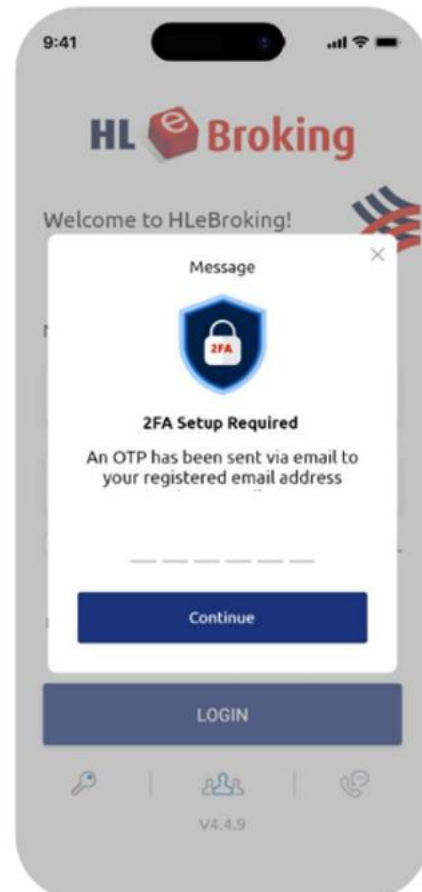 9:41
HL e Broking
Welcome to HLeBroking!
Message
2FA
2FA Setup Required
An OTP has been sent via email to
your registered email address
Continue
LOGIN
V4.4.9